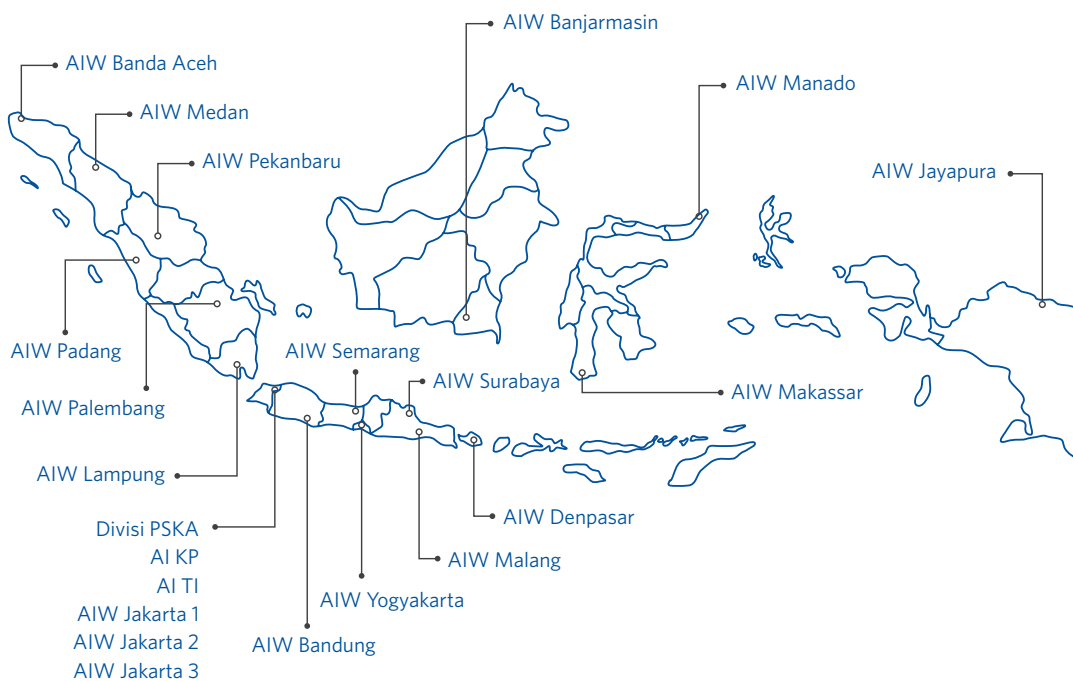 AIW Banjarmasin
AIW Banda Aceh
AIW Manado
AIW Medan
AIW Pekanbaru
AIW Jayapura
AIW Padang
AIW Semarang
AIW Surabaya
AIW Makassar
AIW Palembang
AIW Lampung
AIW Denpasar
Divisi PSKA
AI KP
AI TI
AIW Jakarta 1
AIW Jakarta 2
AIW Jakarta 3
AIW Malang
AIW Yogyakarta
AIW Bandung